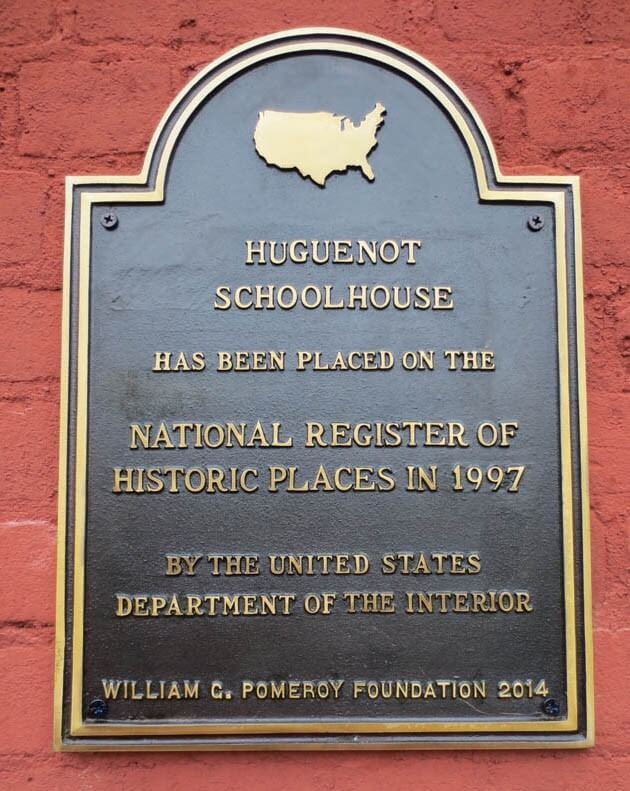 HUGUENOT
SCHOOLHOUSE
HAS BEEN PLACED ON THE
NATIONAL REGISTER OF
HISTORIC PLACES IN 1997
BY THE UNITED STATES
DEPARTMENT OF THE INTERIOR
WILLIAM G. POMEROY FOUNDATION 2014